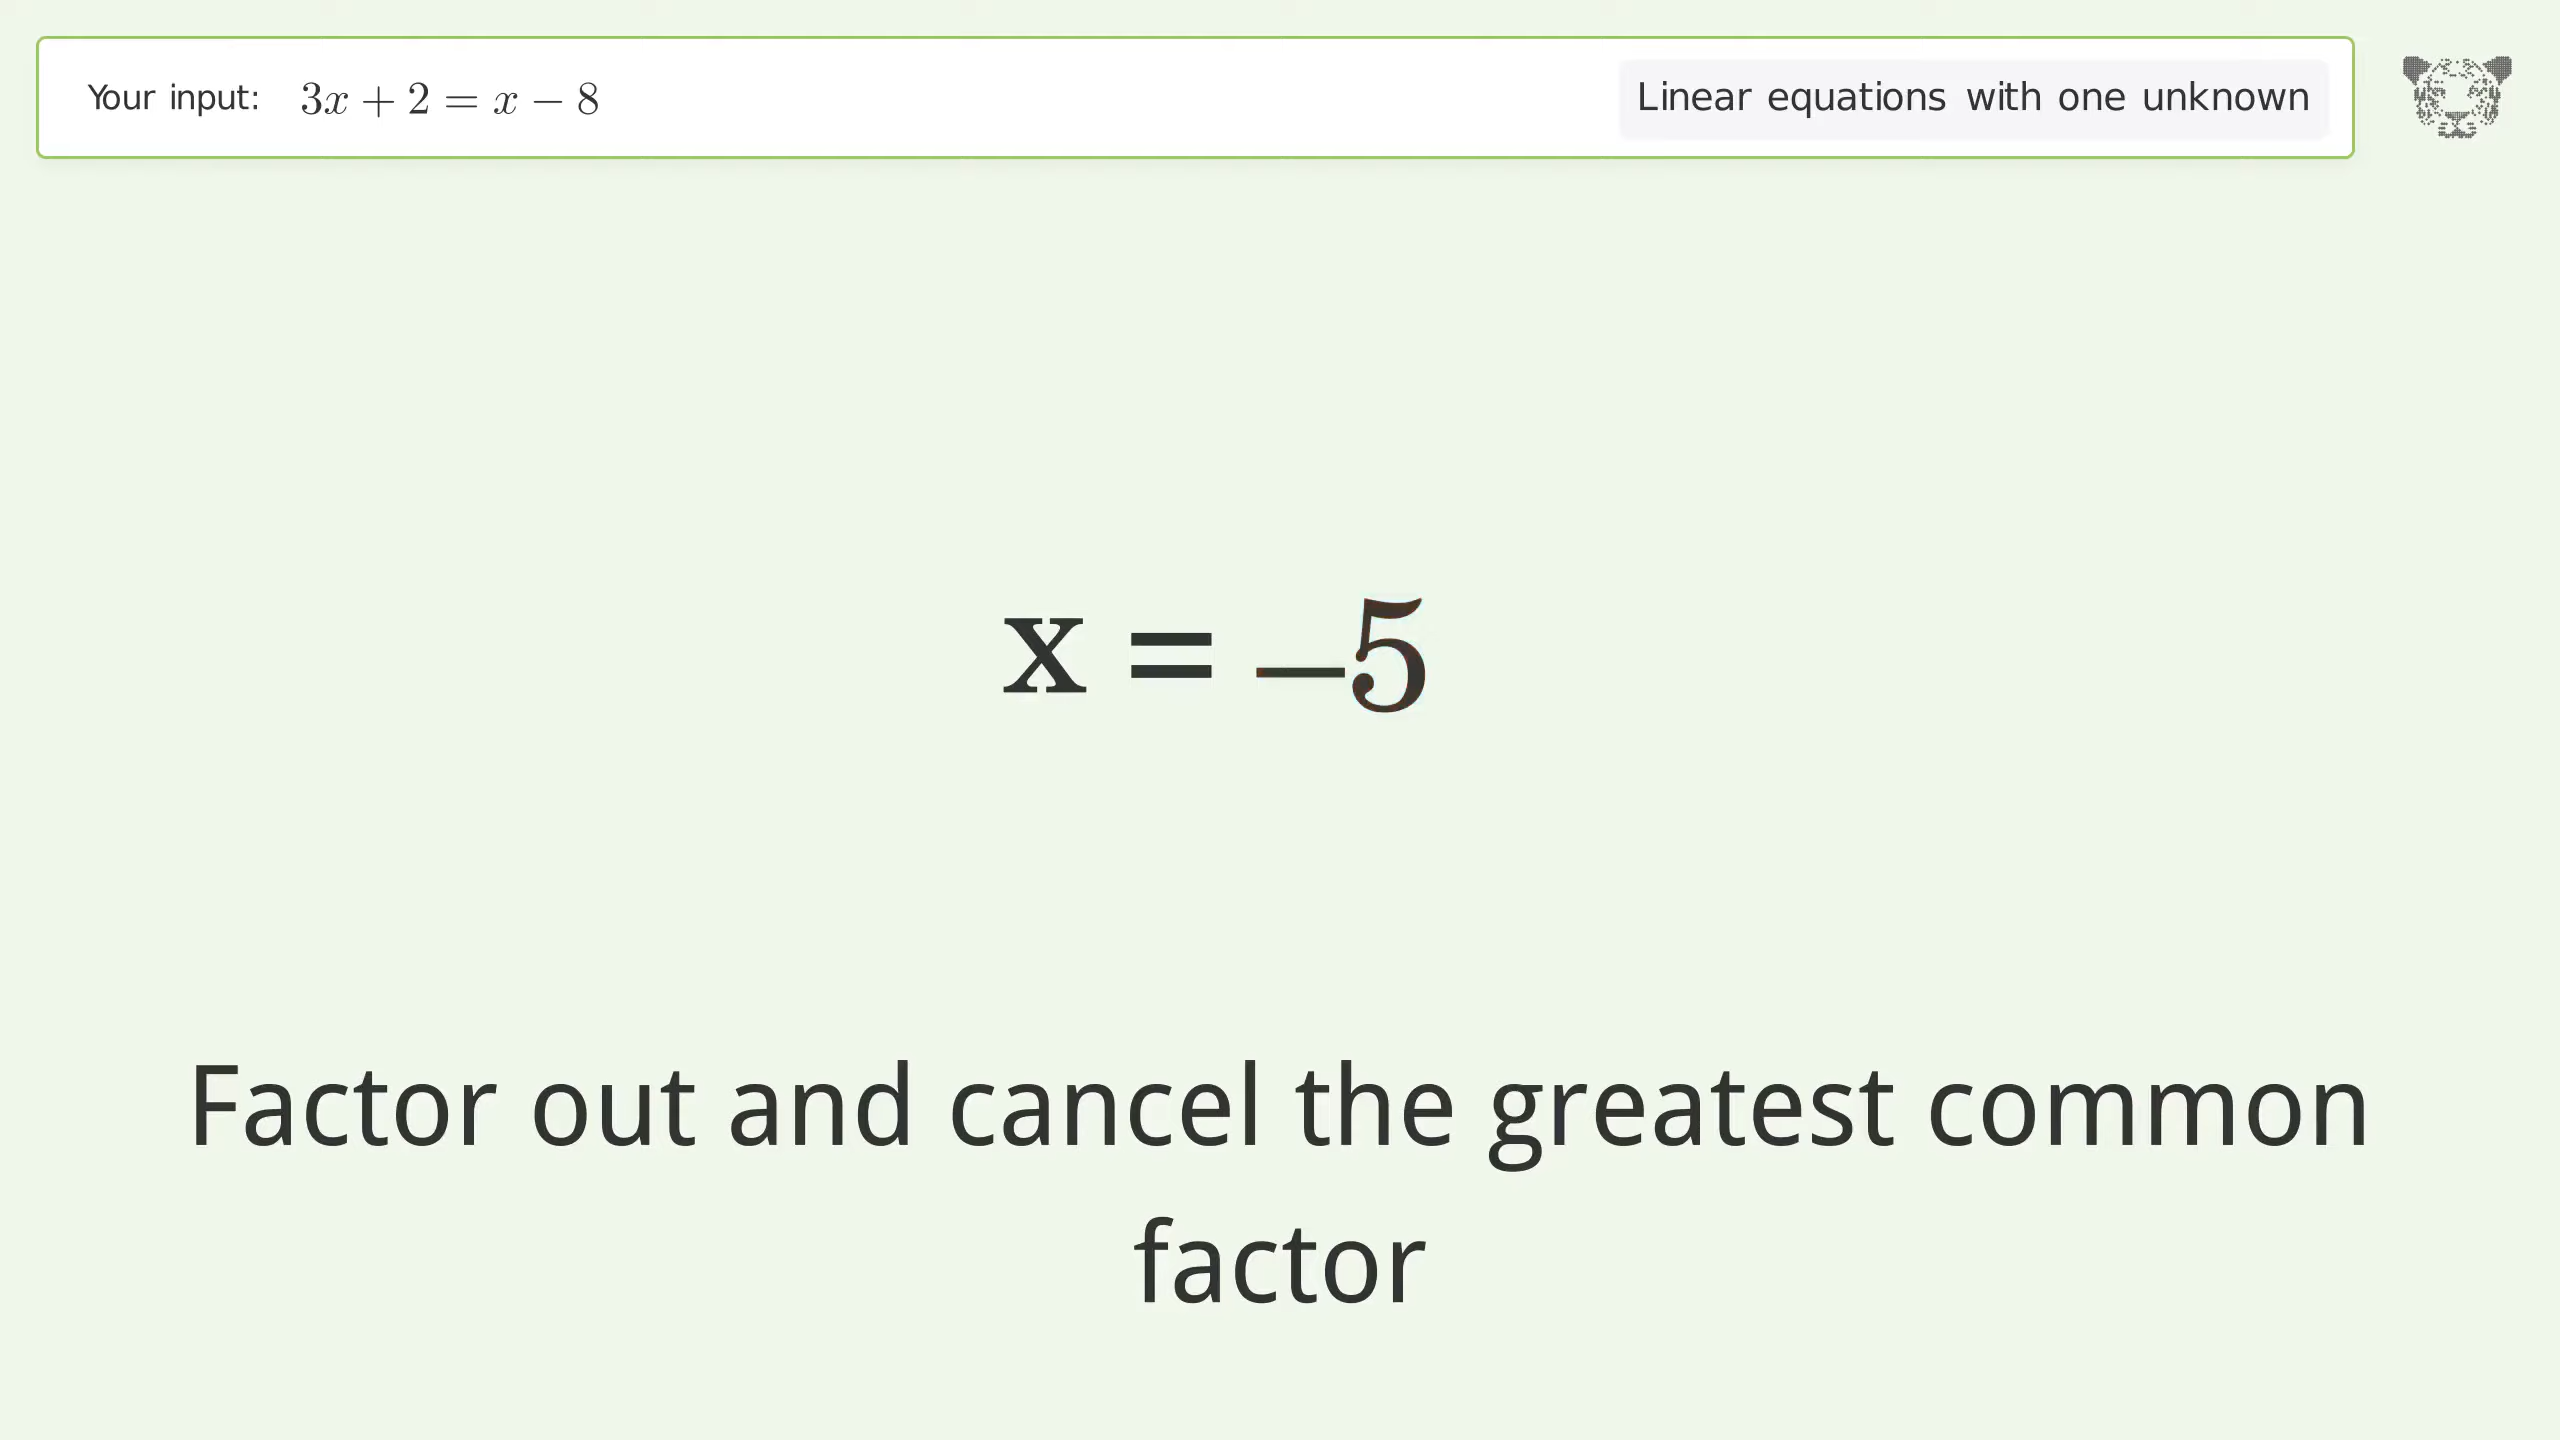 Your input: 3x + 2 = x − 8
Linear equations with one unknown
x = −5
Factor out and cancel the greatest common
factor